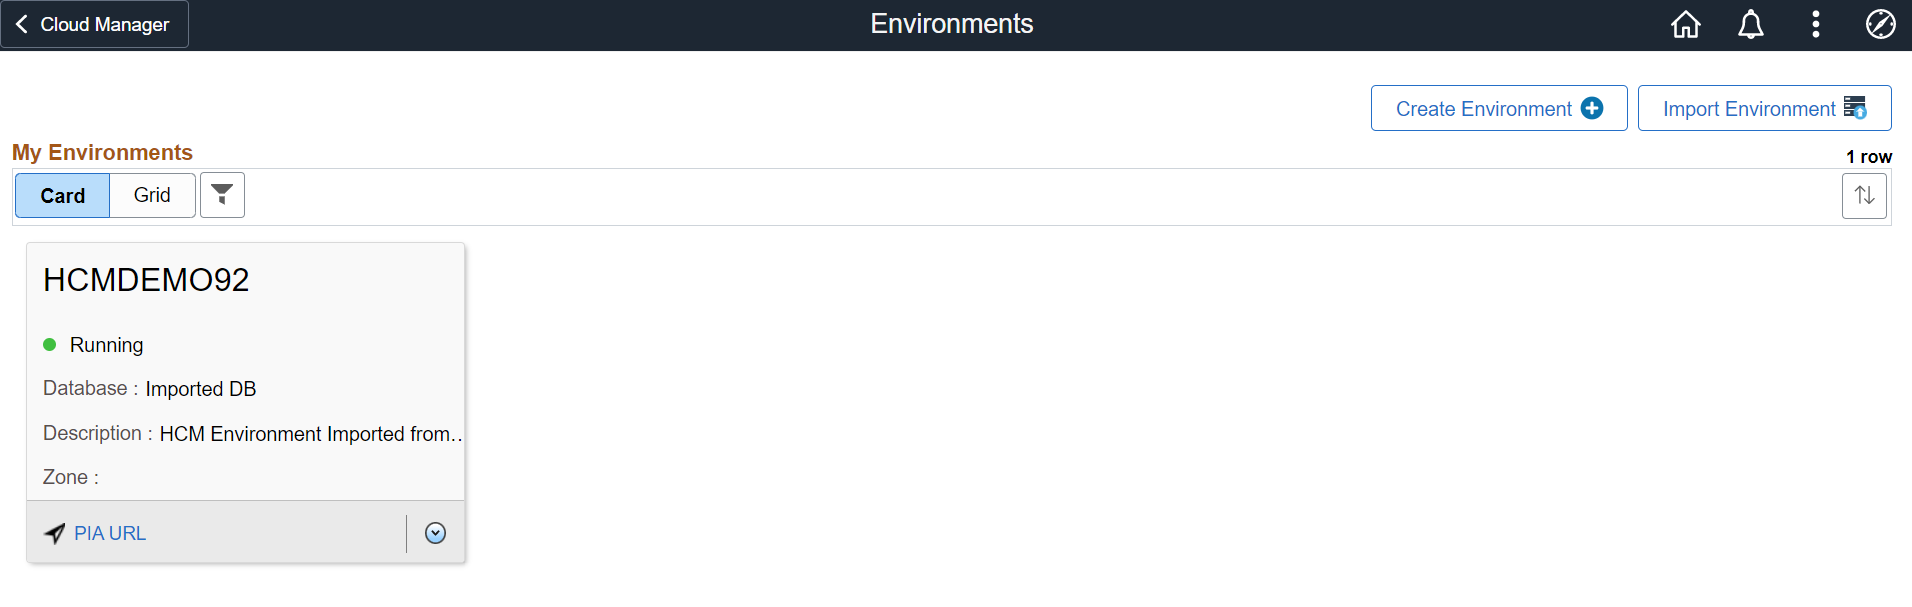 Cloud Manager
Environments
Create Environment
Import Environment
My Environments
1 row
Card
Grid
HCMDEMO92
Running
Database : Imported DB
Description : HCM Environment Imported from...
Zone :
PIA URL